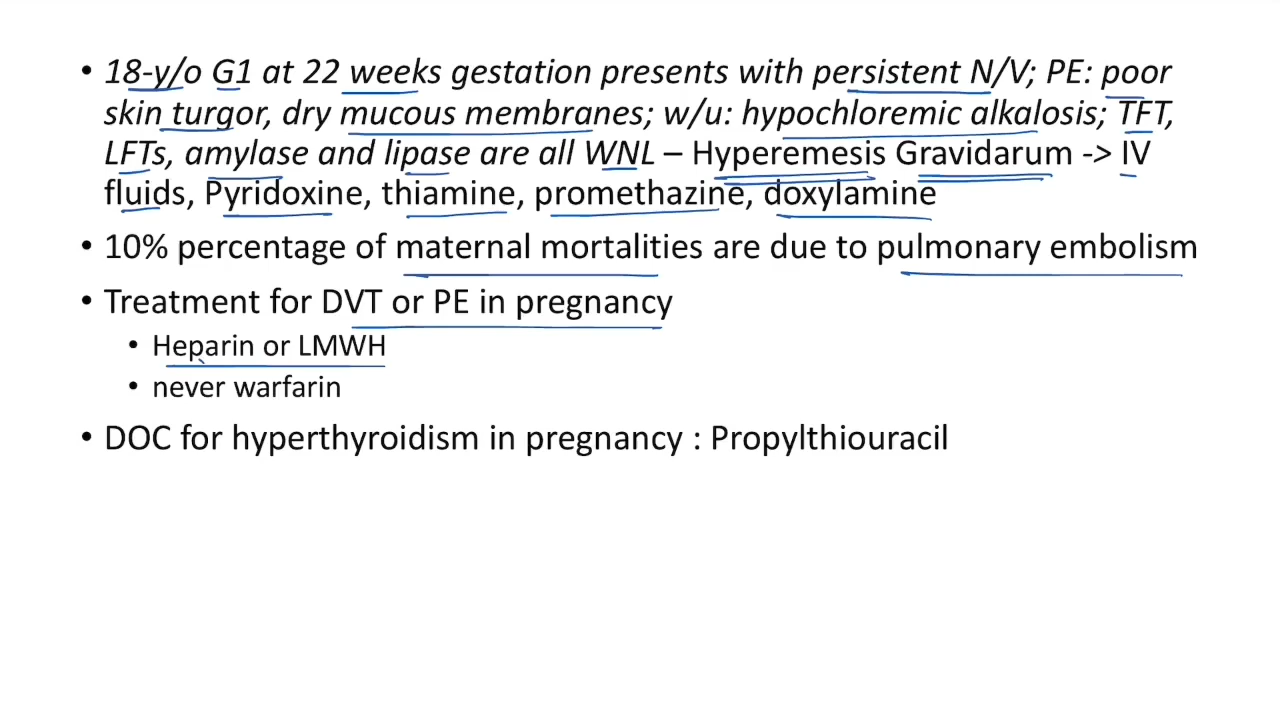 • 18-y/o G1 at 22 weeks gestation presents with persistent N/V; PE: poor
skin turgor, dry mucous membranes; w/u: hypochloremic alkalosis; TFT,
LFTs, amylase and lipase are all WNL – Hyperemesis Gravidarum -> IV
fluids, Pyridoxine, thiamine, promethazine, doxylamine
• 10% percentage of maternal mortalities are due to pulmonary embolism
• Treatment for DVT or PE in pregnancy
• Heparin or LMWH
• never warfarin
• DOC for hyperthyroidism in pregnancy : Propylthiouracil